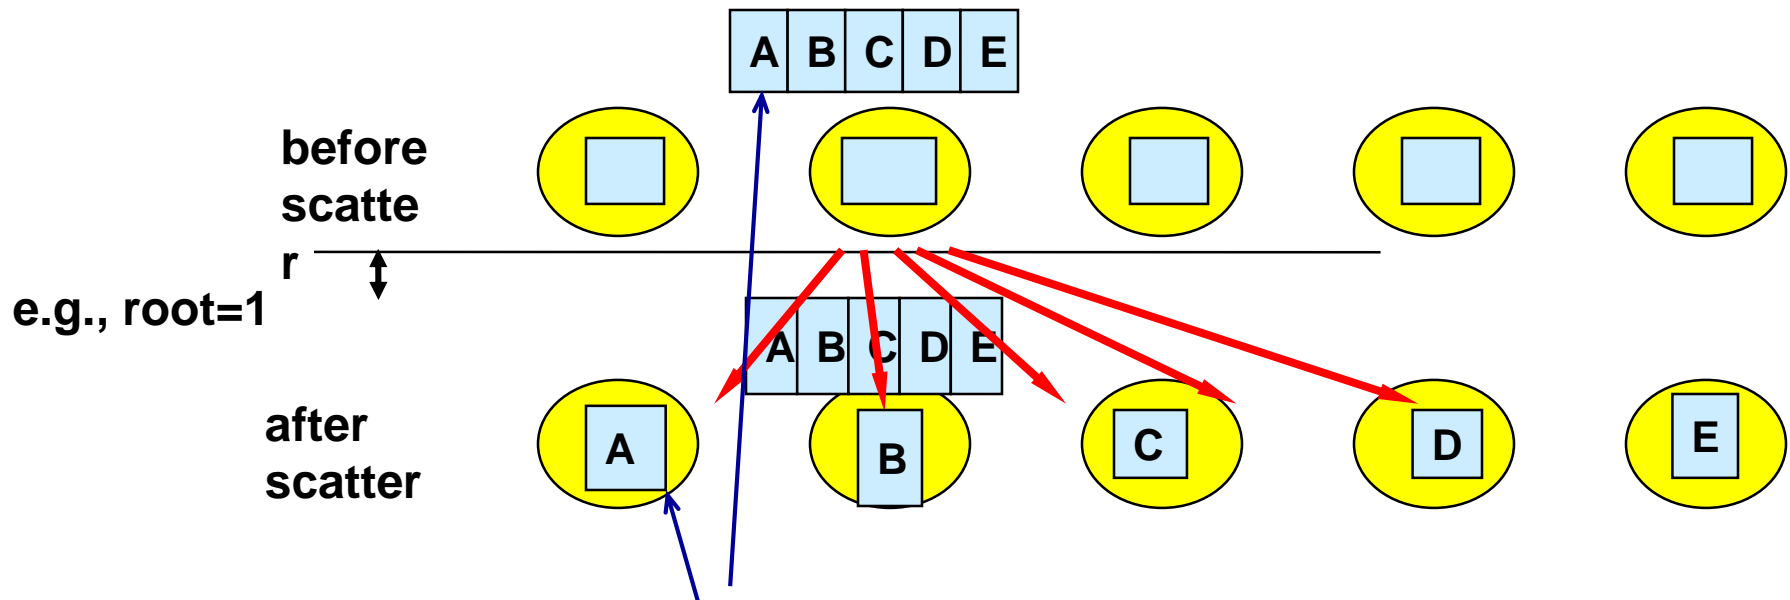 A B C D E
before
scatte
r
e.g., root=1
A B C D E
after
scatter
A B C D E